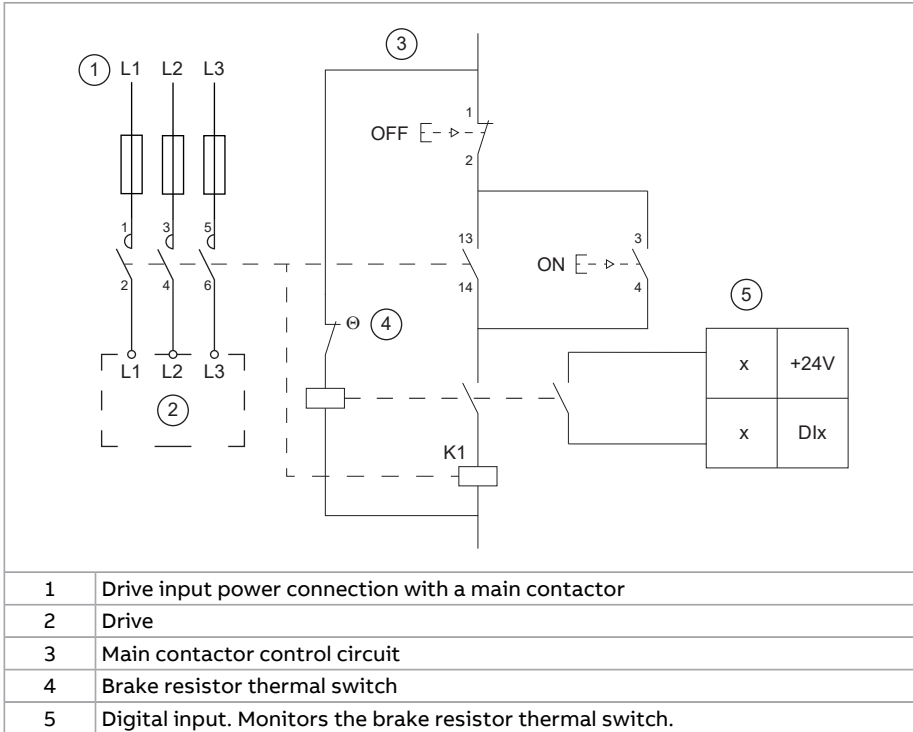 3
1 L1 L2 L3
1
OFF
2
1 3 5
13
3
ON
2 4 6
14
4
5
Θ 4
x +24V
L1 L2 L3
2
x DIx
K1
1 Drive input power connection with a main contactor
2 Drive
3 Main contactor control circuit
4 Brake resistor thermal switch
5 Digital input. Monitors the brake resistor thermal switch.